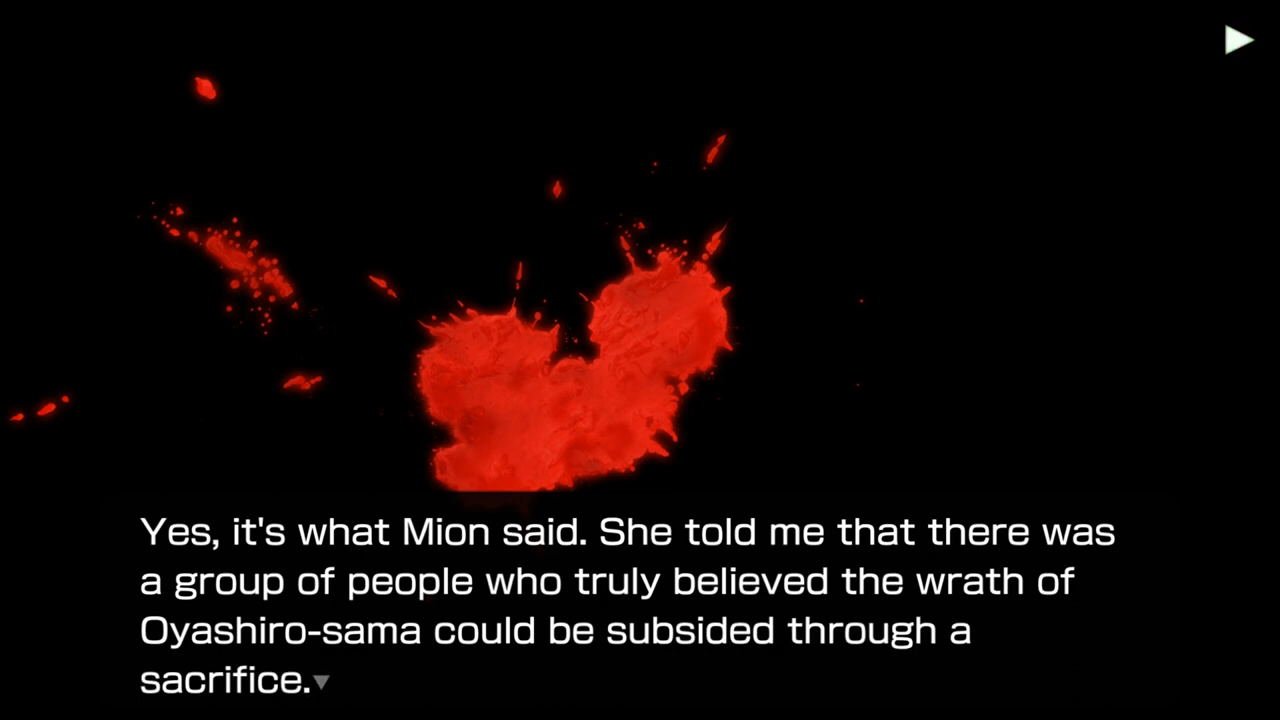 Yes, it's what Mion said. She told me that there was
a group of people who truly believed the wrath of
Oyashiro-sama could be subsided through a
sacrifice.